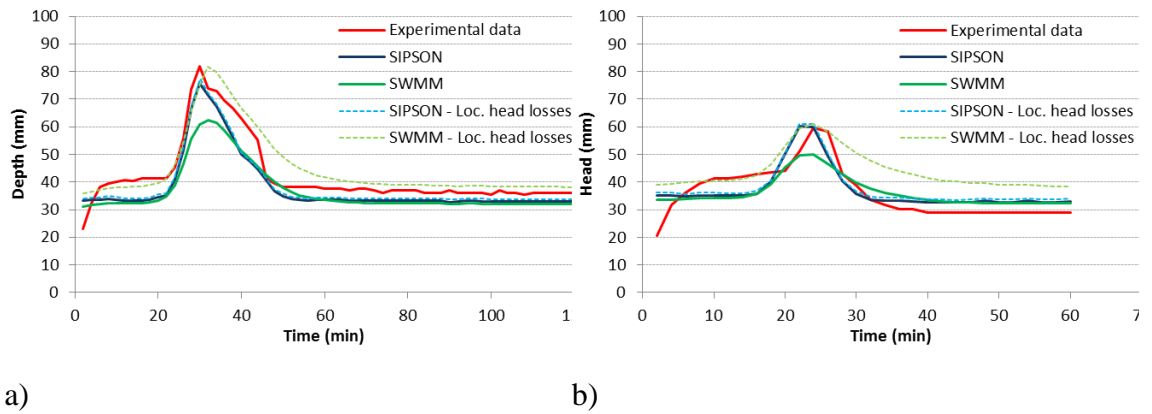 100
90
80
70
60
50
40
30
20
10
0
Depth (mm)
Experimental data
SIPSON
SWMM
SIPSON - Loc. head losses
SWMM - Loc. head losses
0 20 40 60 80 100 1
Time (min)
a)
100
90
80
70
60
50
40
30
20
10
0
Head (mm)
Experimental data
SIPSON
SWMM
SIPSON - Loc. head losses
SWMM - Loc. head losses
0 10 20 30 40 50 60 7
Time (min)
b)